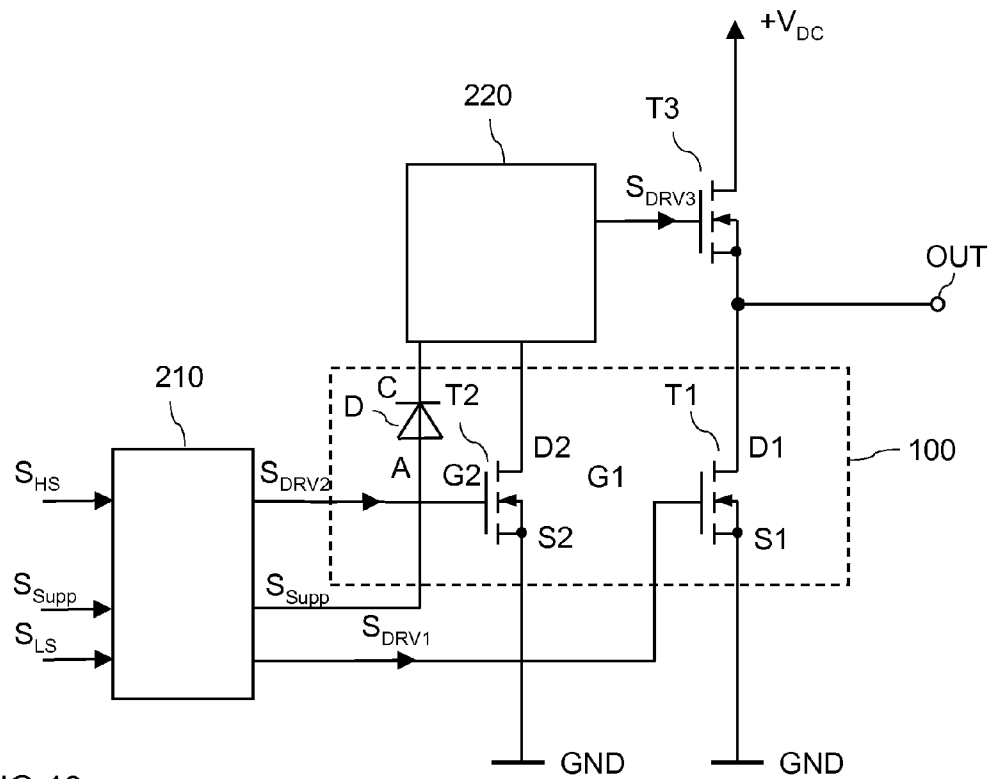 +V_DC
220
T3
S_DRV3
OUT
210
C
D
T2
T1
A
D2
D1
100
S_HS
S_DRV2
G2
G1
S2
S1
S_Supp
S_Supp
S_LS
S_DRV1
GND
GND